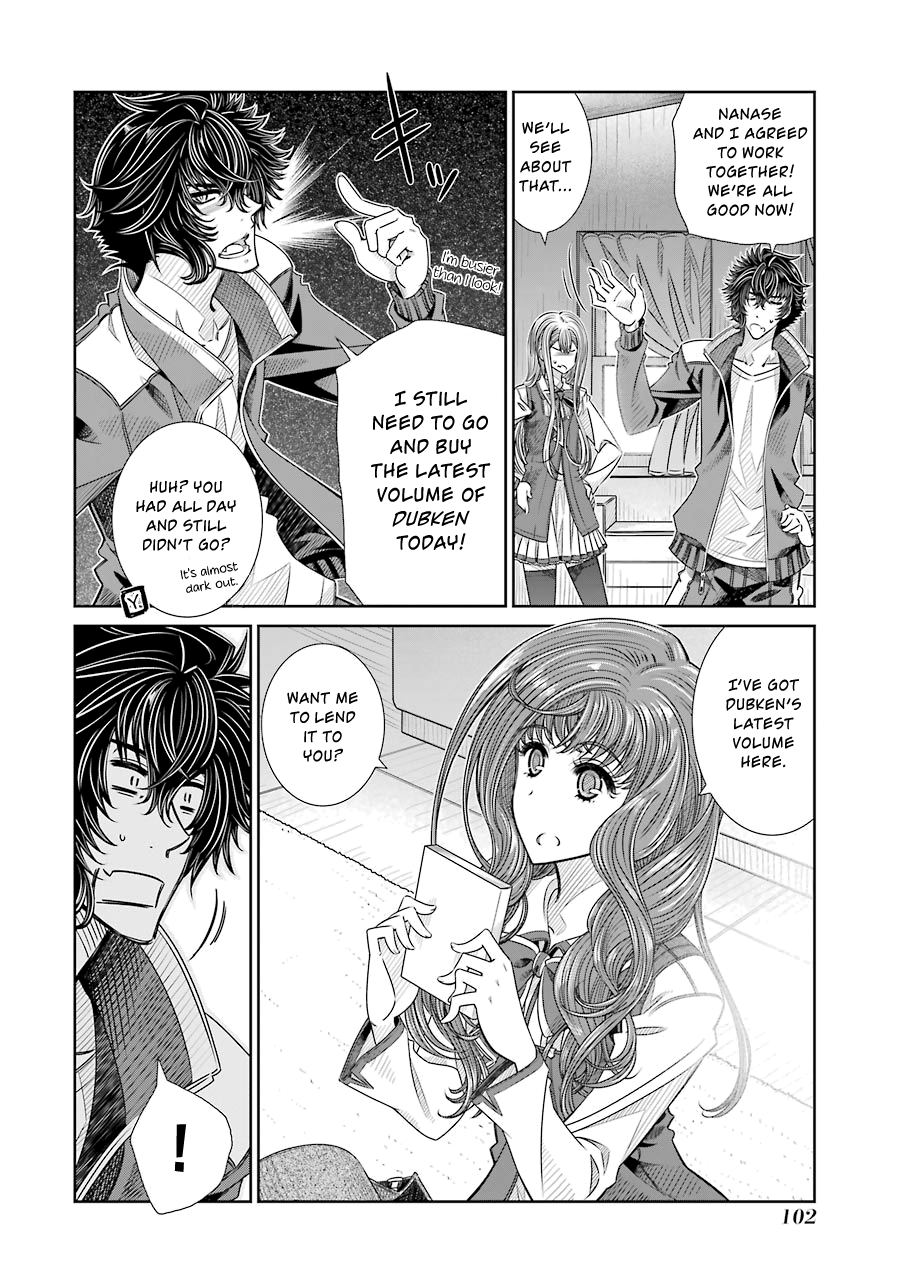 NANASE
AND I AGREED
TO WORK
TOGETHER!
WE'RE ALL
GOOD NOW!
WE'LL
SEE
ABOUT
THAT...
I'm busier
than I look!
I STILL
NEED TO GO
AND BUY
THE LATEST
VOLUME OF
DUBKEN
TODAY!
HUH? YOU
HAD ALL DAY
AND STILL
DIDN'T GO?
It's almost
dark out.
Y.
I'VE GOT
DUBKEN'S
LATEST
VOLUME
HERE.
WANT ME
TO LEND
IT TO
YOU?
!
102